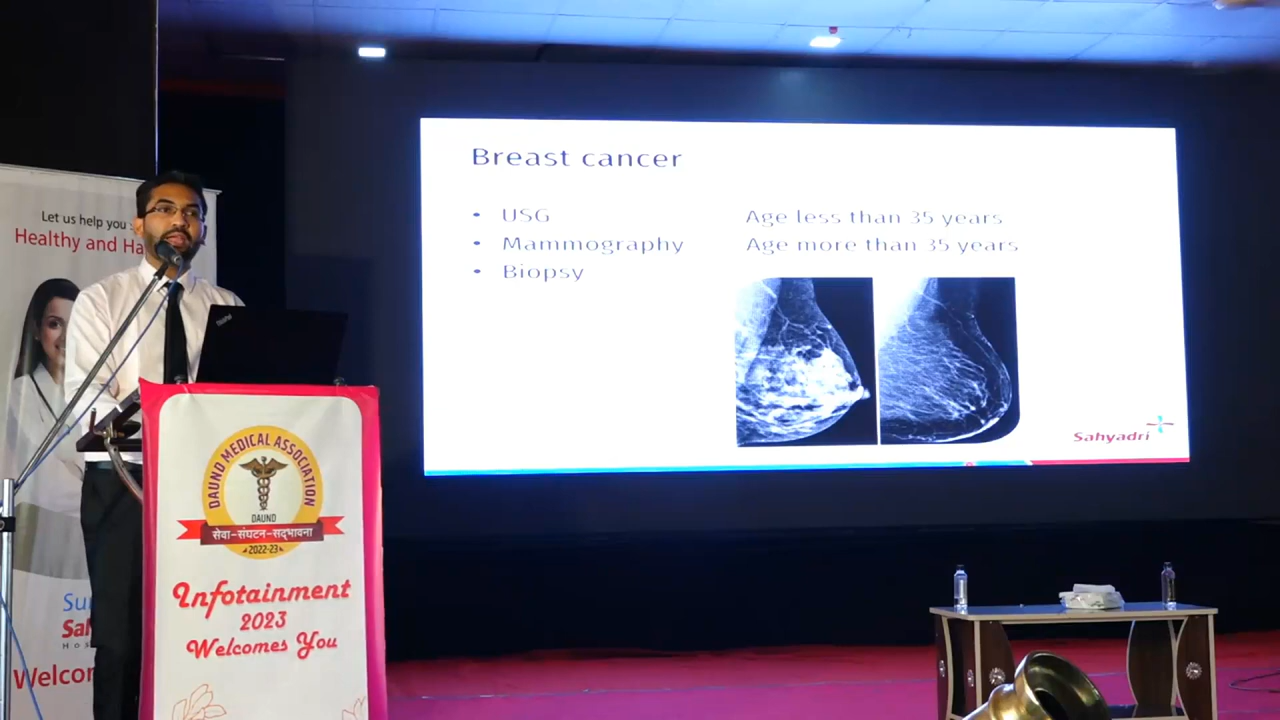 Let us help you
Healthy and Ha
Welcom
Breast cancer
• USG Age less than 35 years
• Mammography Age more than 35 years
• Biopsy
Sahyadri
ThinkPad
DAUND MEDICAL ASSOCIATION
DAUND
सेवा-संघटन-सद्भावना
2022-23
Infotainment
2023
Welcomes You